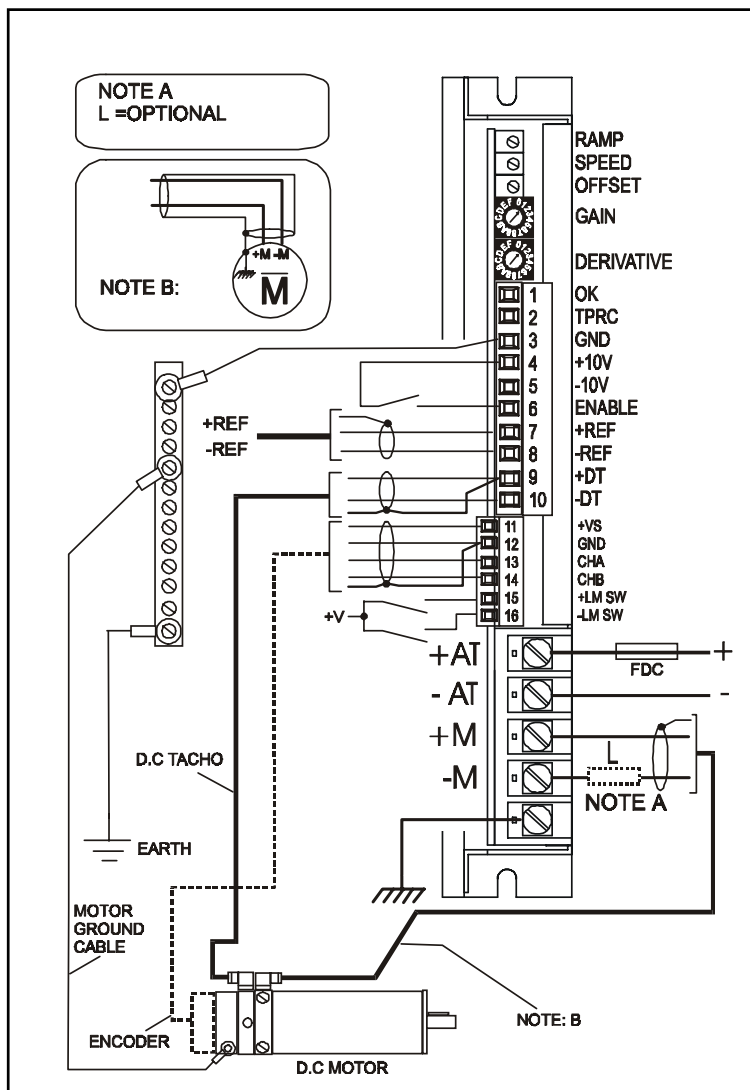 NOTE A
L =OPTIONAL
+M -M
M
NOTE B:
RAMP
SPEED
OFFSET
GAIN
DERIVATIVE
1 OK
2 TPRC
3 GND
4 +10V
5 -10V
6 ENABLE
7 +REF
8 -REF
9 +DT
10 -DT
11 +VS
12 GND
13 CHA
14 CHB
15 +LM SW
16 -LM SW
+REF
-REF
+V
+AT
- AT
+M
-M
FDC
+
-
L
NOTE A
D.C TACHO
EARTH
MOTOR
GROUND
CABLE
ENCODER
D.C MOTOR
NOTE: B